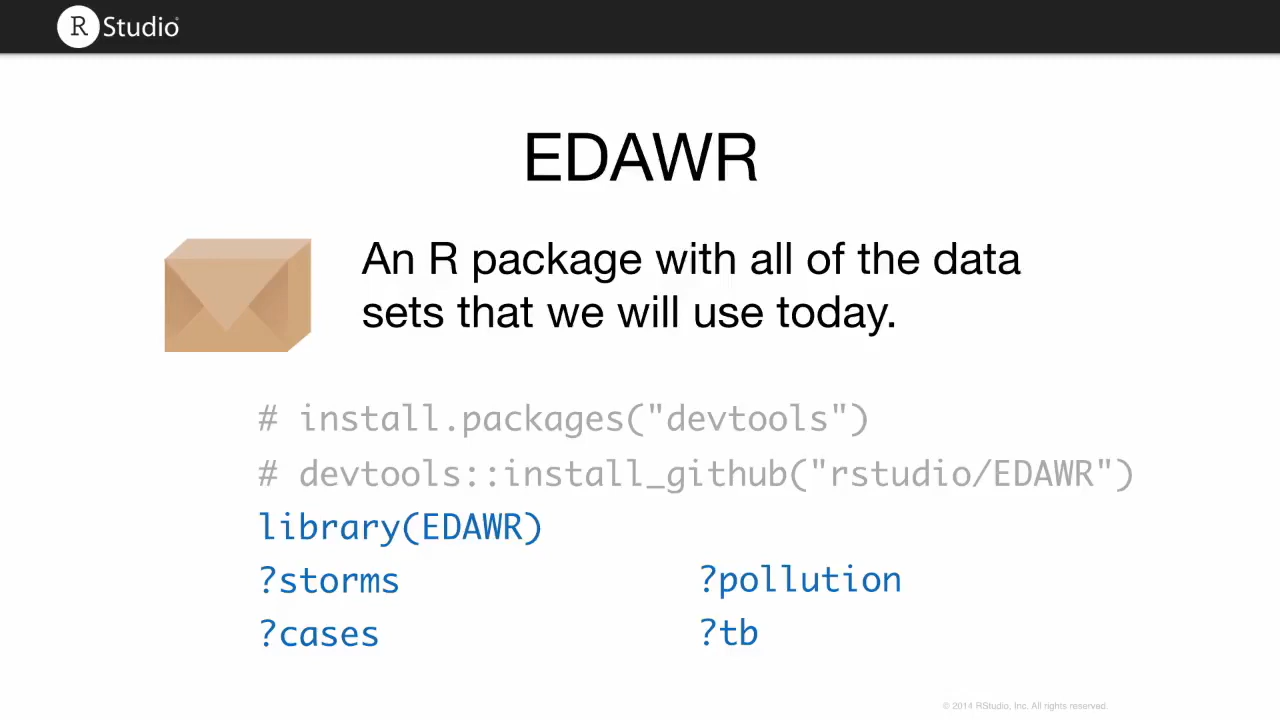 R Studio
EDAWR
An R package with all of the data
sets that we will use today.
# install.packages("devtools")
# devtools::install_github("rstudio/EDAWR")
library(EDAWR)
?storms ?pollution
?cases ?tb
© 2014 RStudio, Inc. All rights reserved.